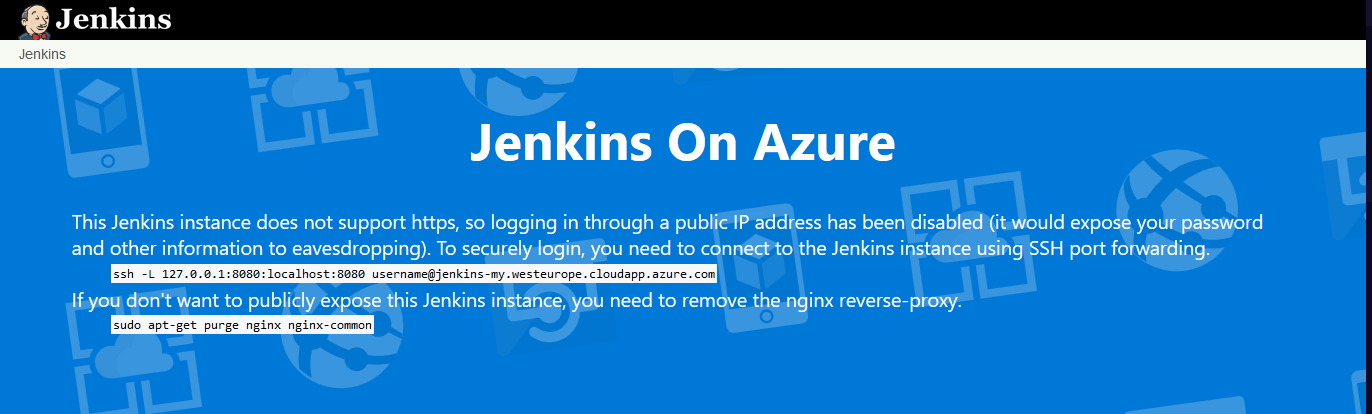 Jenkins
Jenkins
Jenkins On Azure
This Jenkins instance does not support https, so logging in through a public IP address has been disabled (it would expose your password
and other information to eavesdropping). To securely login, you need to connect to the Jenkins instance using SSH port forwarding.
ssh -L 127.0.0.1:8080:localhost:8080 username@jenkins-my.westeurope.cloudapp.azure.com
If you don't want to publicly expose this Jenkins instance, you need to remove the nginx reverse-proxy.
sudo apt-get purge nginx nginx-common